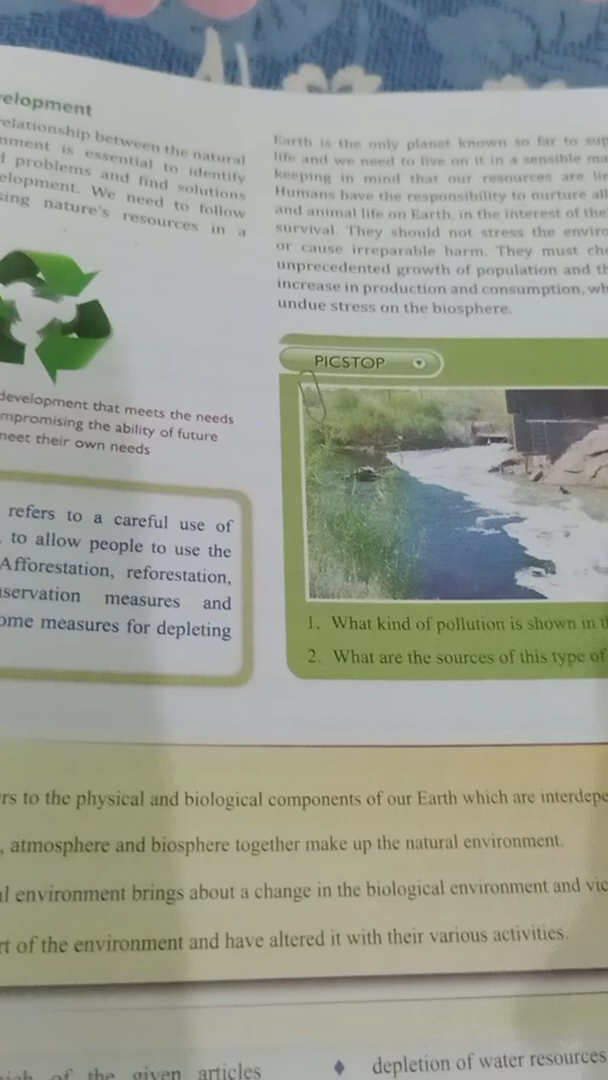 elopment
elationship between the natural
nment is essential to identify
d problems and find solutions
elopment. We need to follow
sing nature's resources in a
development that meets the needs
mpromising the ability of future
meet their own needs
refers to a careful use of
, to allow people to use the
Afforestation, reforestation,
servation measures and
ome measures for depleting
Earth is the only planet known so far to sup
life and we need to live on it in a sensible ma
keeping in mind that our resources are lir
Humans have the responsibility to nurture all
and animal life on Earth, in the interest of the
survival. They should not stress the enviro
or cause irreparable harm. They must che
unprecedented growth of population and th
increase in production and consumption, wh
undue stress on the biosphere.
PICSTOP
1. What kind of pollution is shown in th
2. What are the sources of this type of
rs to the physical and biological components of our Earth which are interdepe
, atmosphere and biosphere together make up the natural environment.
al environment brings about a change in the biological environment and vic
rt of the environment and have altered it with their various activities.
hich of the given articles
♦ depletion of water resources